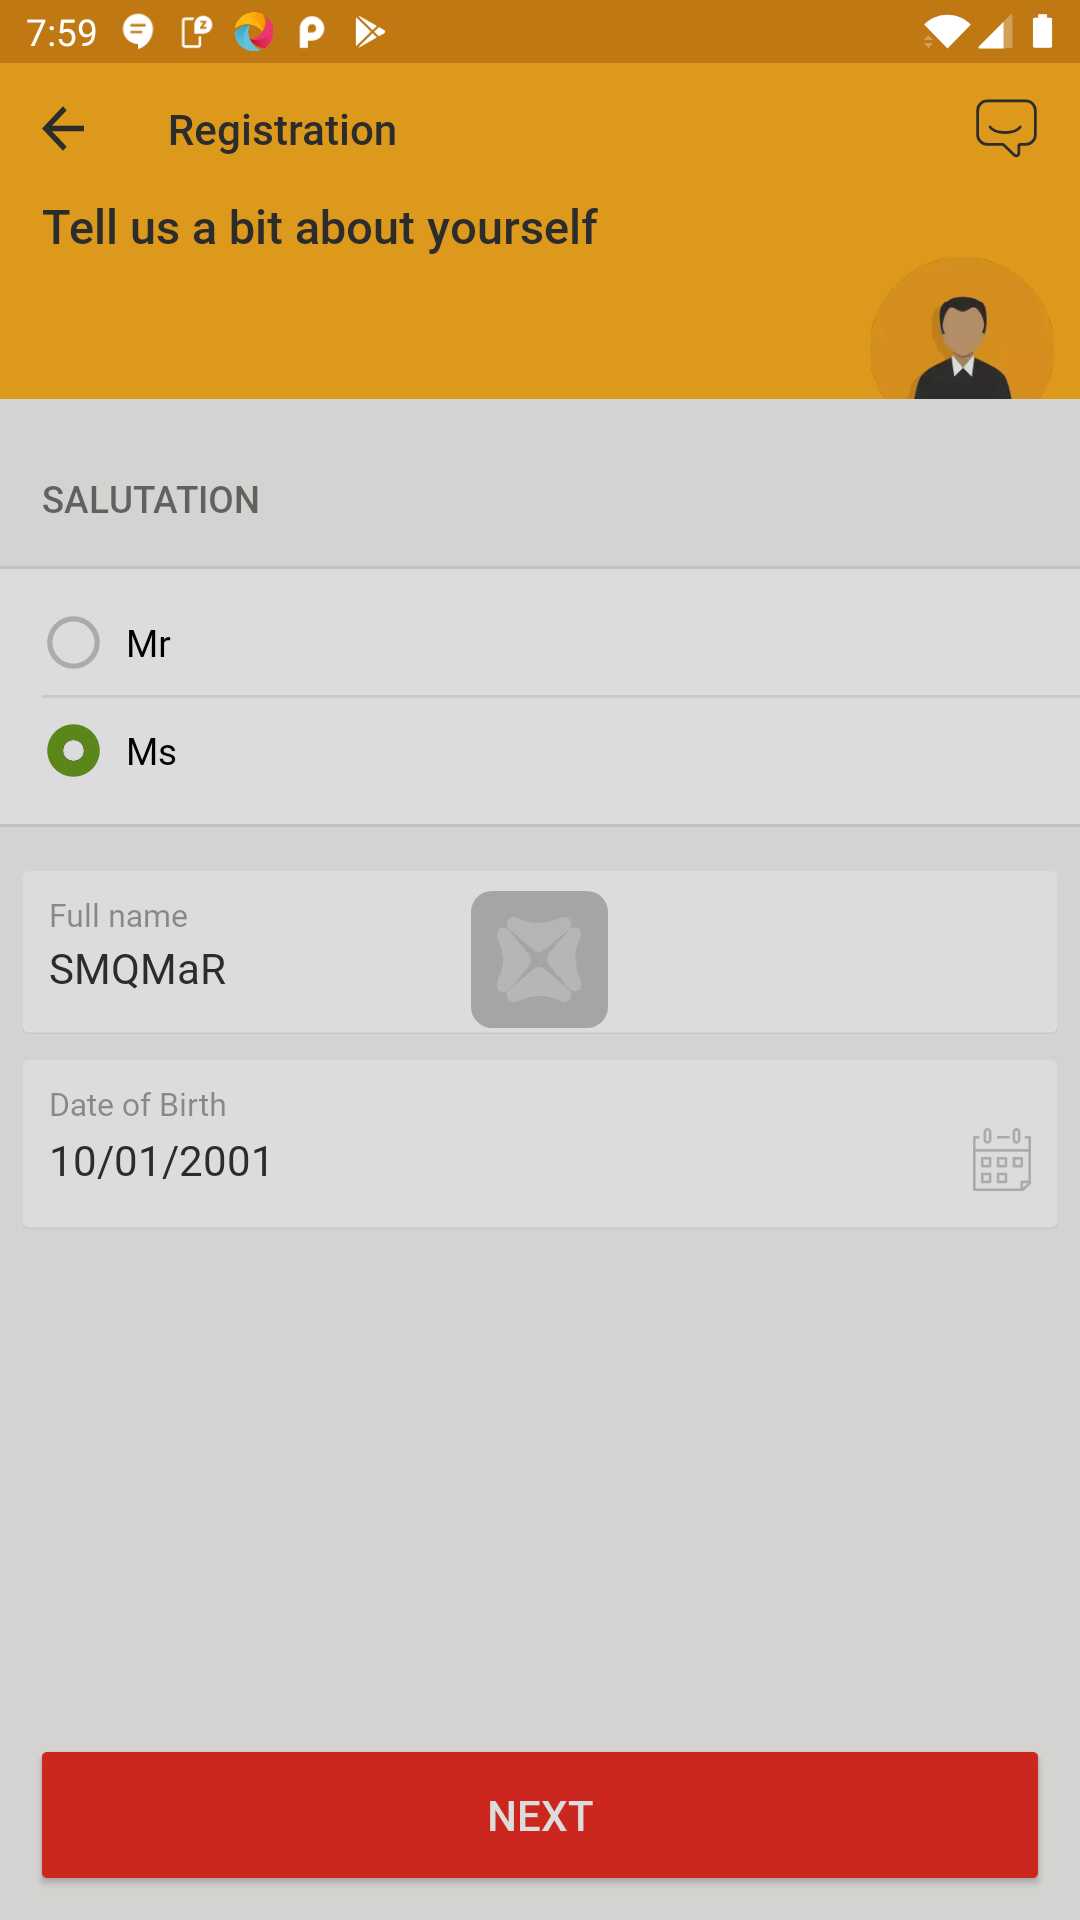 7:59
Registration
Tell us a bit about yourself
SALUTATION
Mr
Ms
Full name
SMQMaR
Date of Birth
10/01/2001
NEXT